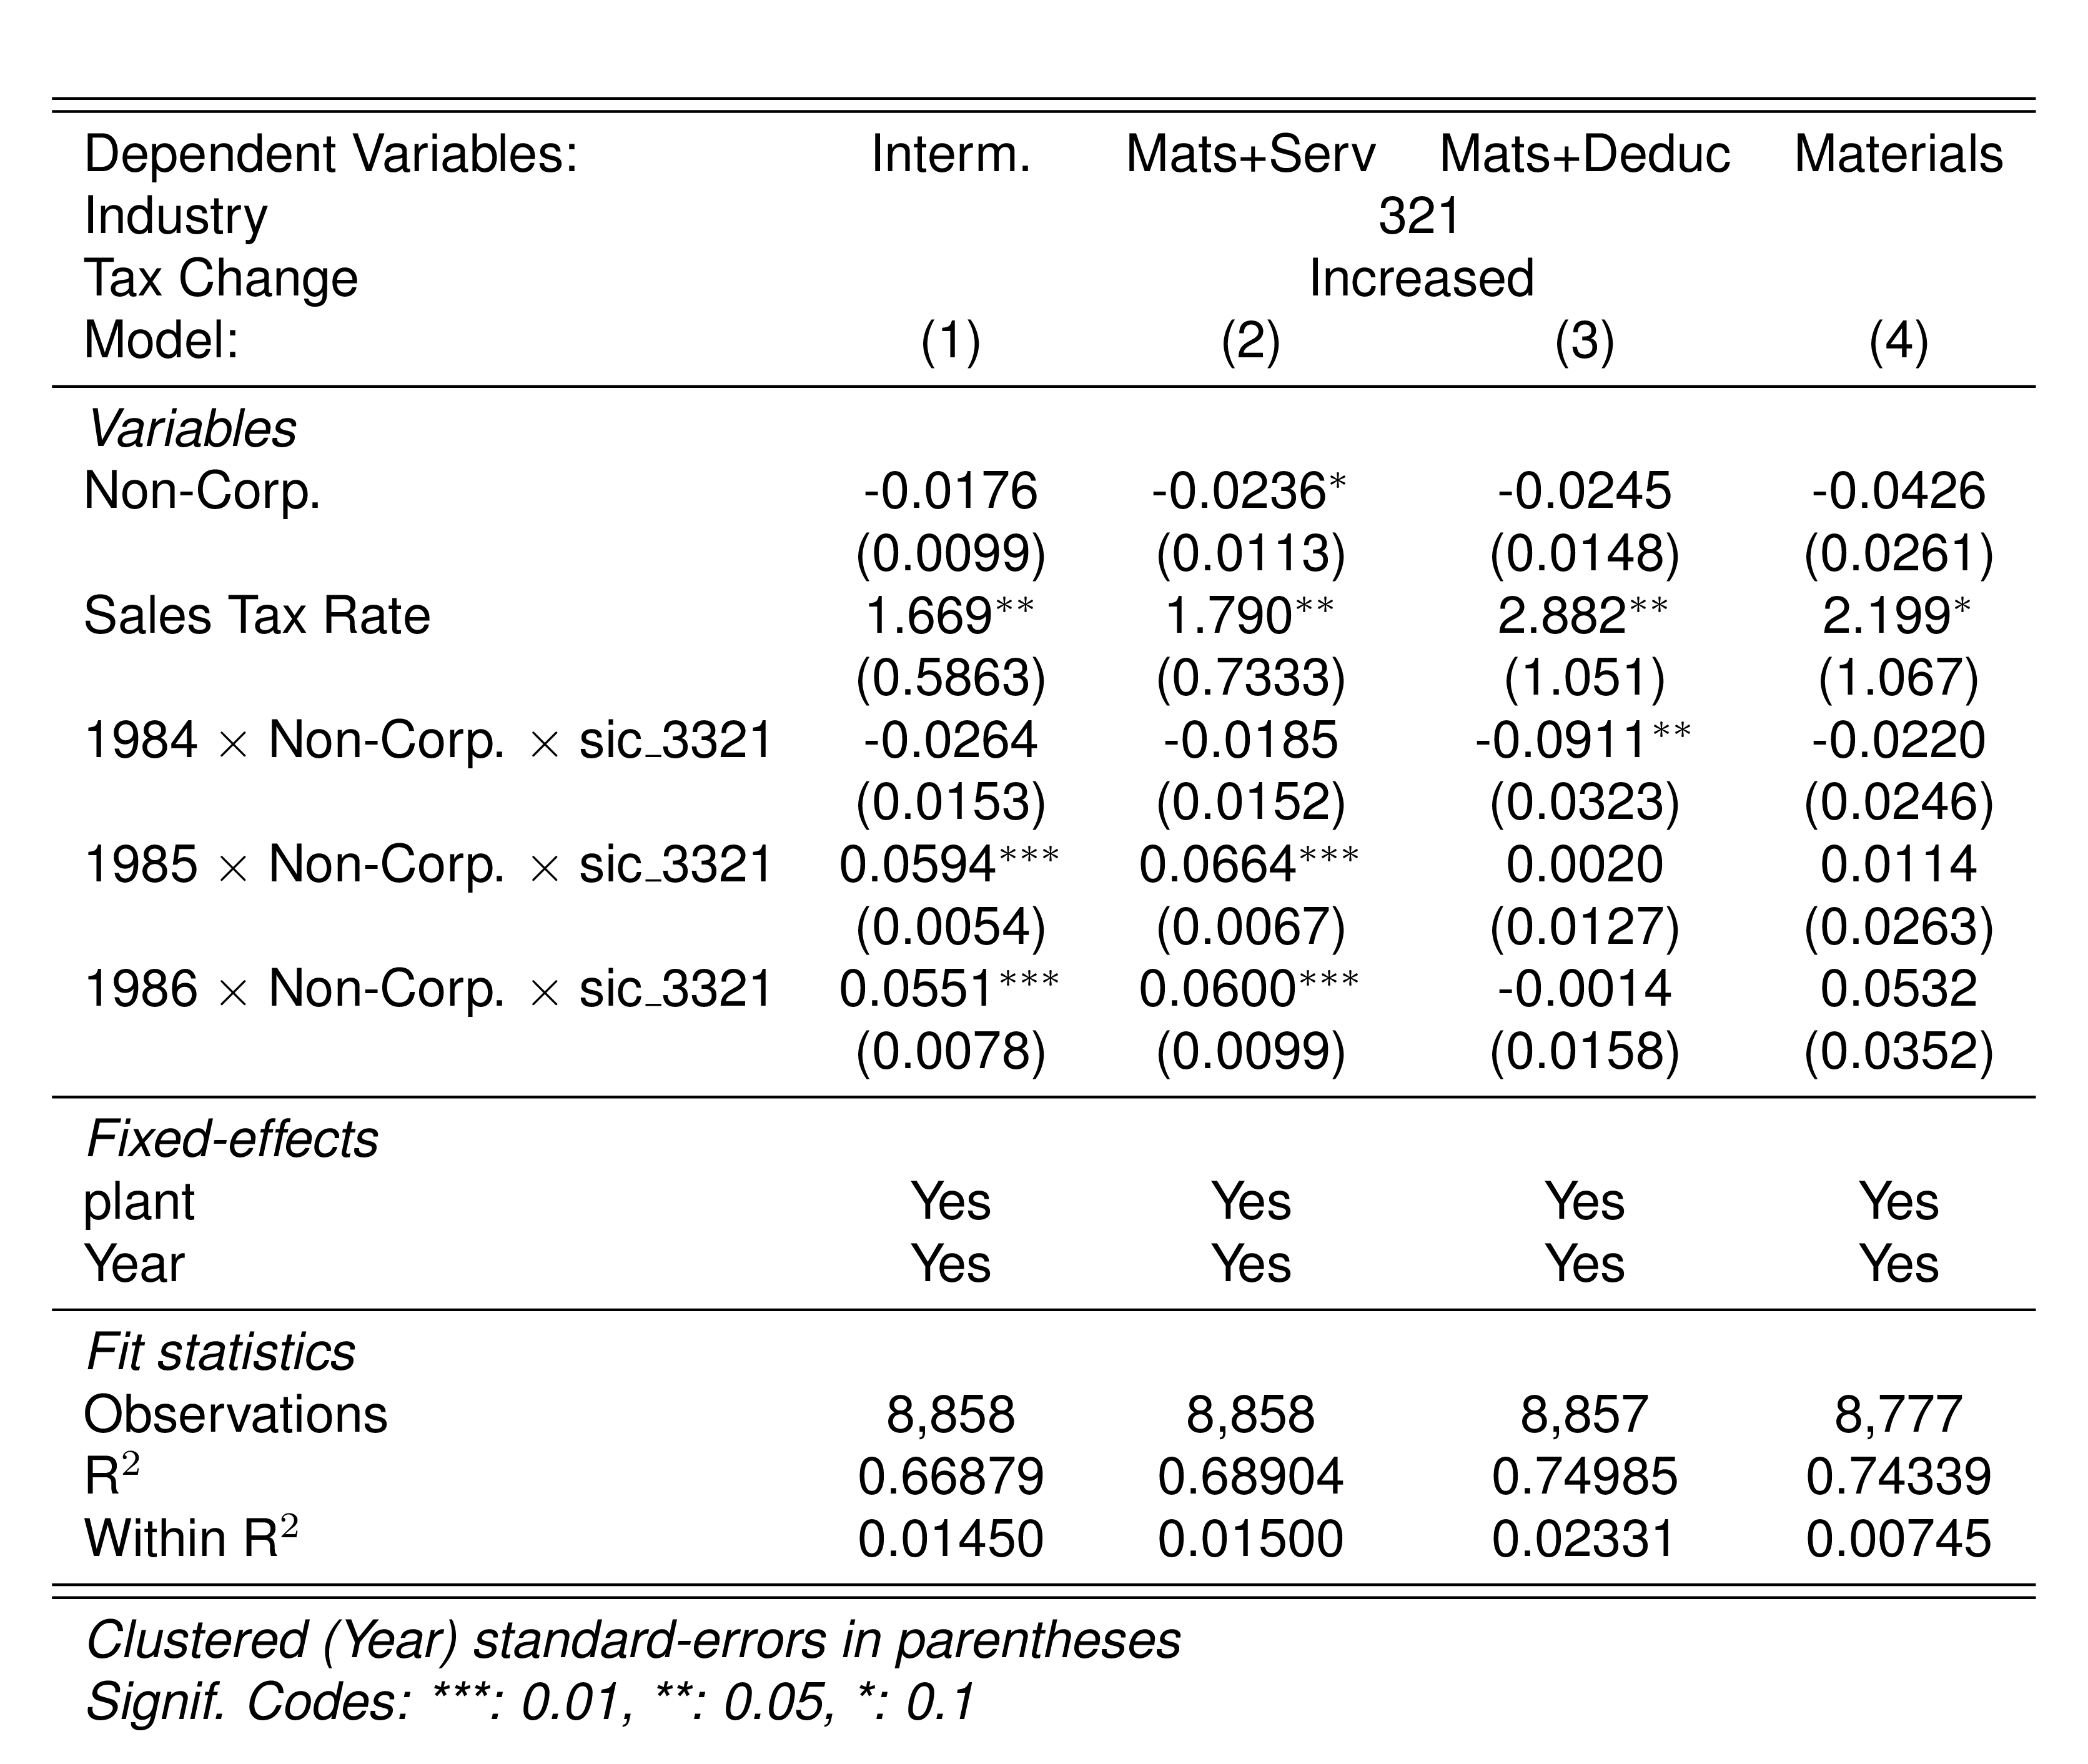 Dependent Variables: Interm. Mats+Serv Mats+Deduc Materials
Industry 321
Tax Change Increased
Model: (1) (2) (3) (4)
Variables
Non-Corp. -0.0176 -0.0236* -0.0245 -0.0426
(0.0099) (0.0113) (0.0148) (0.0261)
Sales Tax Rate 1.669** 1.790** 2.882** 2.199*
(0.5863) (0.7333) (1.051) (1.067)
1984 × Non-Corp. × sic_3321 -0.0264 -0.0185 -0.0911** -0.0220
(0.0153) (0.0152) (0.0323) (0.0246)
1985 × Non-Corp. × sic_3321 0.0594*** 0.0664*** 0.0020 0.0114
(0.0054) (0.0067) (0.0127) (0.0263)
1986 × Non-Corp. × sic_3321 0.0551*** 0.0600*** -0.0014 0.0532
(0.0078) (0.0099) (0.0158) (0.0352)
Fixed-effects
plant Yes Yes Yes Yes
Year Yes Yes Yes Yes
Fit statistics
Observations 8,858 8,858 8,857 8,777
R² 0.66879 0.68904 0.74985 0.74339
Within R² 0.01450 0.01500 0.02331 0.00745
Clustered (Year) standard-errors in parentheses
Signif. Codes: ***: 0.01, **: 0.05, *: 0.1